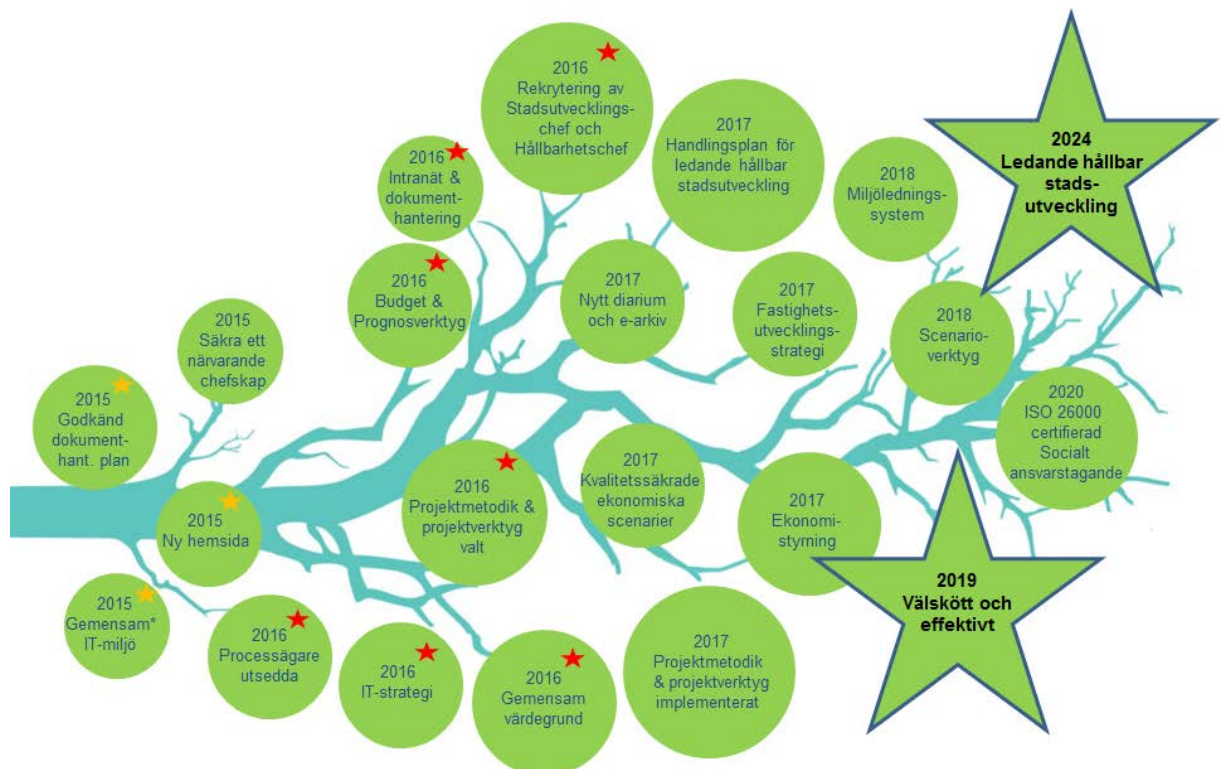 2016
Rekrytering av
Stadsutvecklings-
chef och
Hållbarhetschef
2017
Handlingsplan för
ledande hållbar
stadsutveckling
2024
Ledande hållbar
stads-
utveckling
2016
Intranät &
dokument-
hantering
2018
Miljölednings-
system
2016
Budget &
Prognosverktyg
2017
Nytt diarium
och e-arkiv
2017
Fastighets-
utvecklings-
strategi
2018
Scenario-
verktyg
2015
Säkra ett
närvarande
chefskap
2015
Godkänd
dokument-
hant. plan
2020
ISO 26000
certifierad
Socialt
ansvarstagande
2015
Ny hemsida
2016
Projektmetodik &
projektverktyg
valt
2017
Kvalitetssäkrade
ekonomiska
scenarier
2017
Ekonomi-
styrning
2019
Välskött och
effektivt
2015
Gemensam*
IT-miljö
2016
Processägare
utsedda
2016
IT-strategi
2016
Gemensam
värdegrund
2017
Projektmetodik
& projektverktyg
implementerat